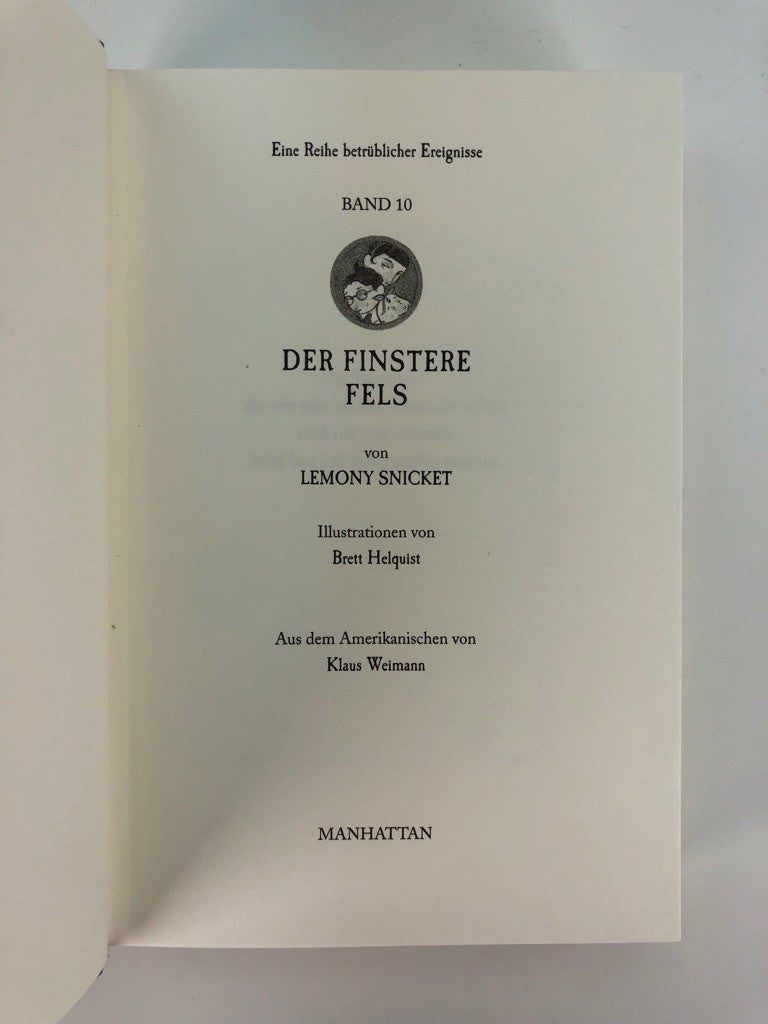 Eine Reihe betrüblicher Ereignisse
BAND 10
DER FINSTERE
FELS
von
LEMONY SNICKET
Illustrationen von
Brett Helquist
Aus dem Amerikanischen von
Klaus Weimann
MANHATTAN